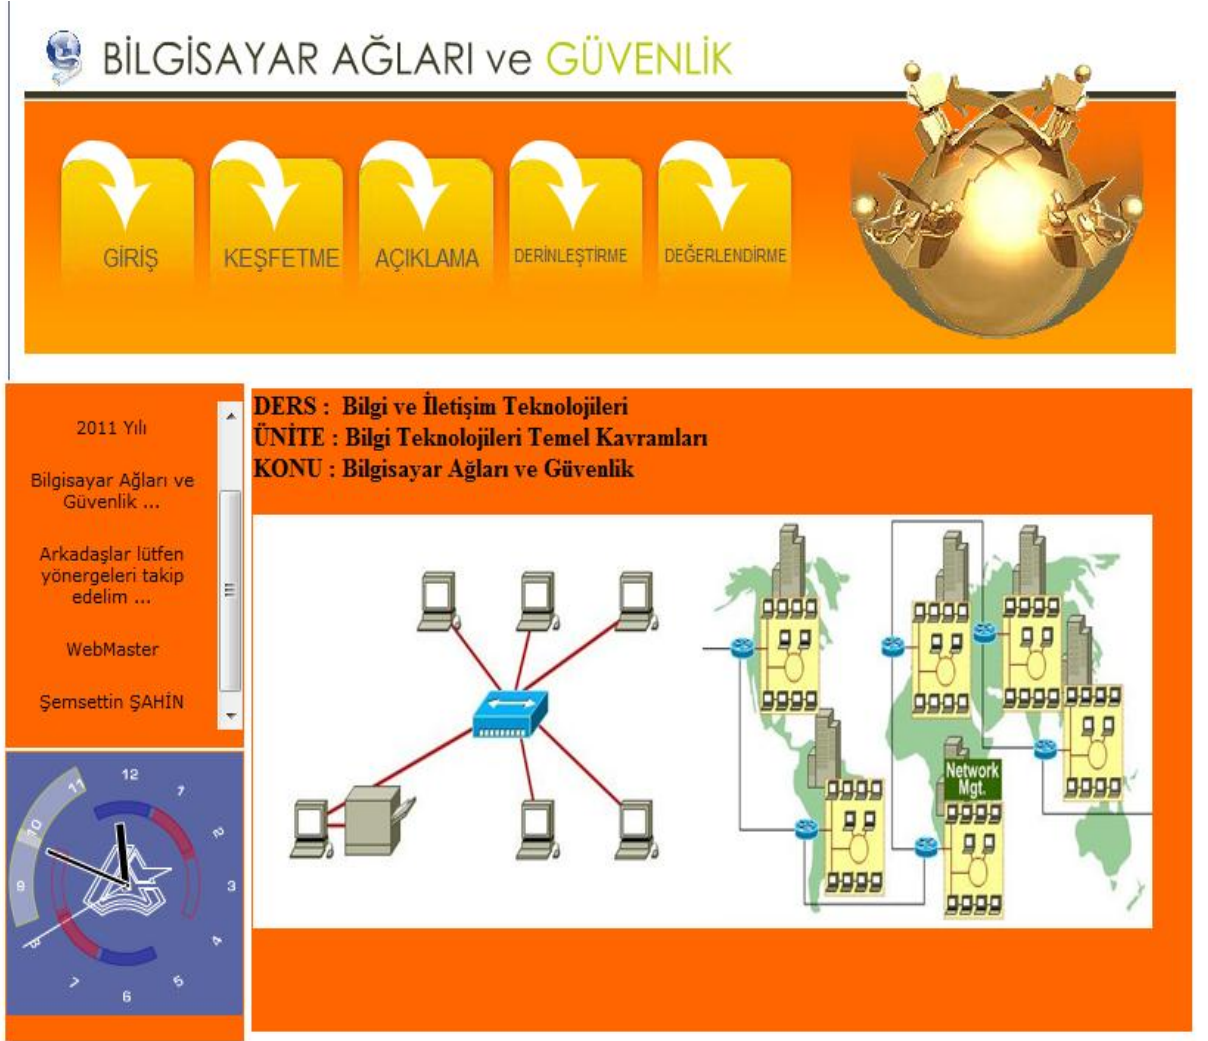 BİLGİSAYAR AĞLARI ve GÜVENLİK
GİRİŞ
KEŞFETME
AÇIKLAMA
DERİNLEŞTİRME
DEĞERLENDİRME
2011 Yılı
Bilgisayar Ağları ve
Güvenlik ...
Arkadaşlar lütfen
yönergeleri takip
edelim ...
WebMaster
Şemsettin ŞAHİN
DERS : Bilgi ve İletişim Teknolojileri
ÜNİTE : Bilgi Teknolojileri Temel Kavramları
KONU : Bilgisayar Ağları ve Güvenlik
Network
Mgt.
12
1
2
3
4
5
6
7
8
9
10
11